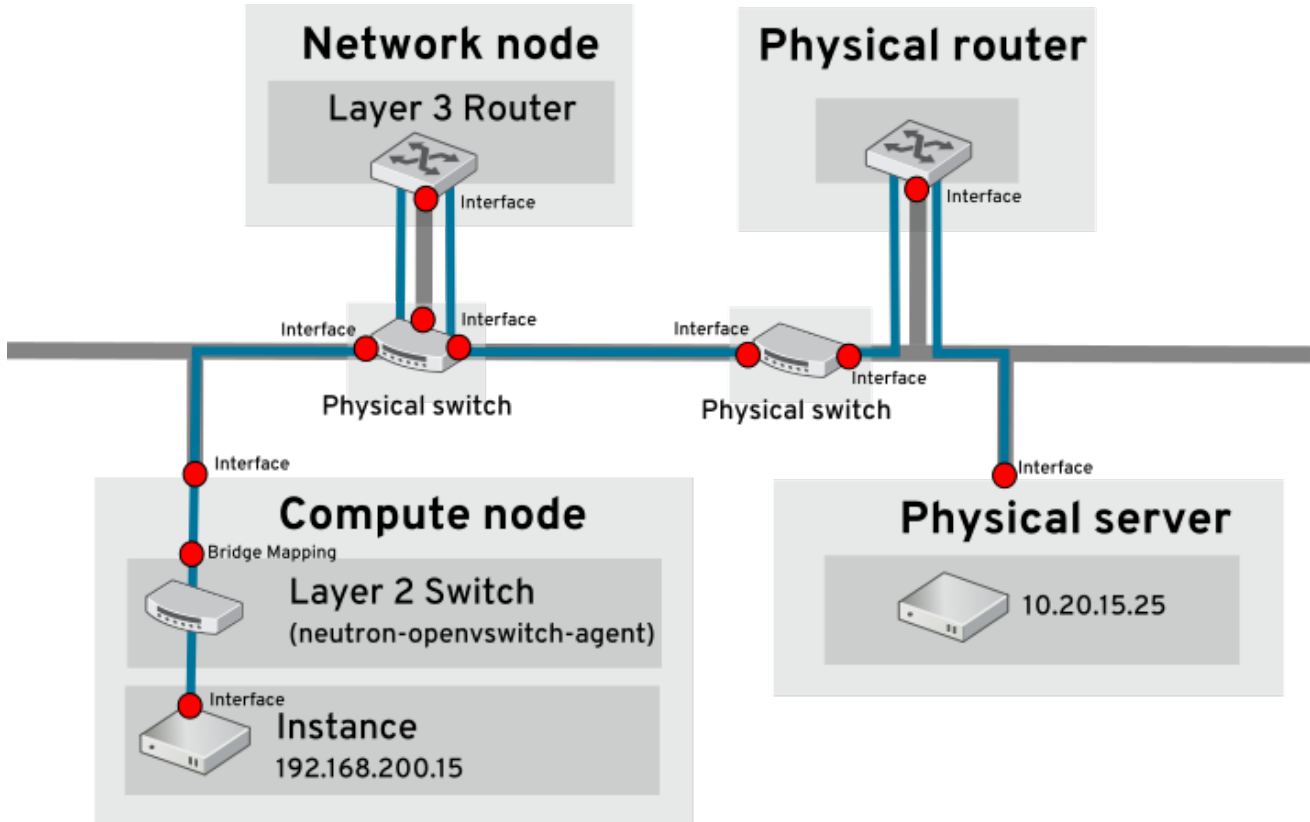 Network node
Layer 3 Router
Interface
Physical router
Interface
Interface
Interface
Physical switch
Interface
Interface
Physical switch
Interface
Compute node
Bridge Mapping
Layer 2 Switch
(neutron-openvswitch-agent)
Interface
Instance
192.168.200.15
Interface
Physical server
10.20.15.25